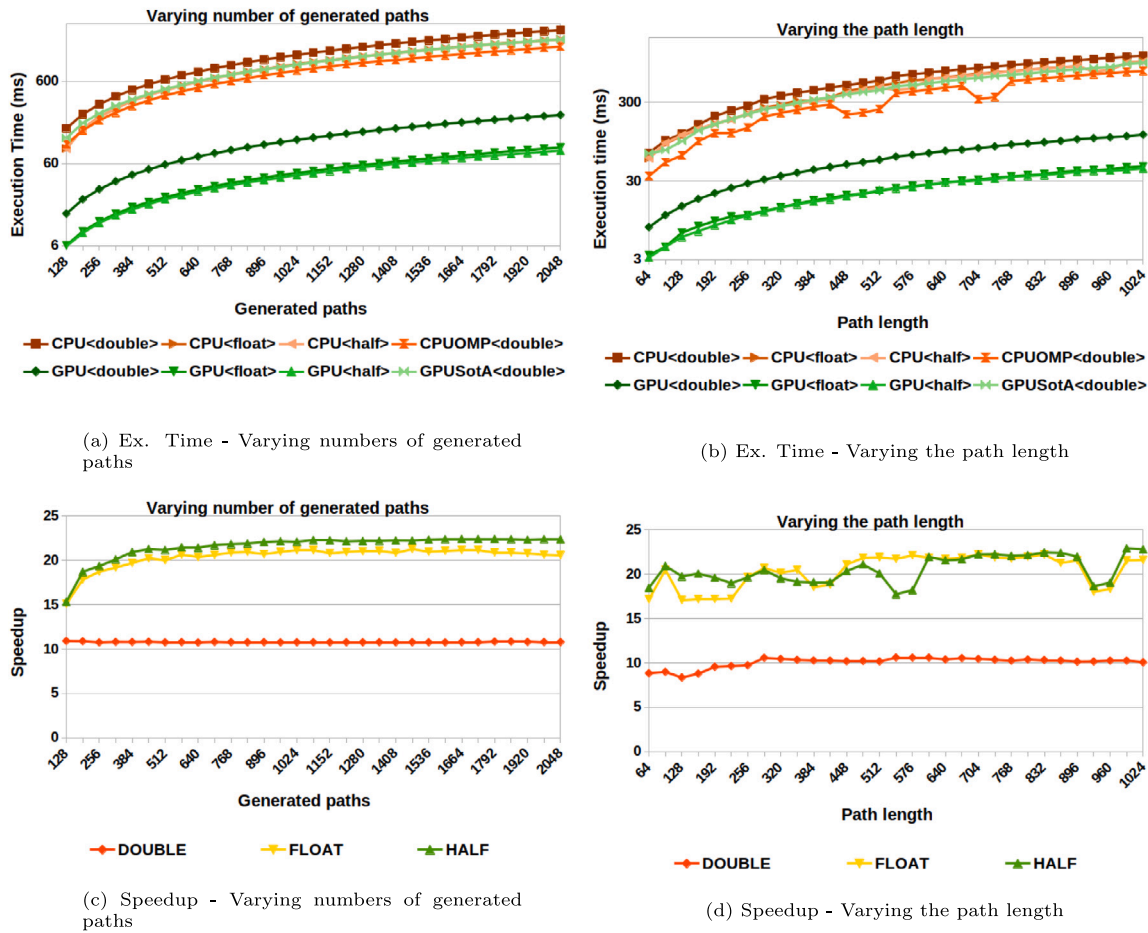 Varying number of generated paths
Execution Time (ms)
600
60
6
128 256 384 512 640 768 896 1024 1152 1280 1408 1536 1664 1792 1920 2048
Generated paths
CPU<double> CPU<float> CPU<half> CPUOMP<double>
GPU<double> GPU<float> GPU<half> GPUSotA<double>
(a) Ex. Time - Varying numbers of generated
paths
Varying the path length
Execution time (ms)
300
30
3
64 128 192 256 320 384 448 512 576 640 704 768 832 896 960 1024
Path length
CPU<double> CPU<float> CPU<half> CPUOMP<double>
GPU<double> GPU<float> GPU<half> GPUSotA<double>
(b) Ex. Time - Varying the path length
Varying number of generated paths
Speedup
25
20
15
10
5
0
128 256 384 512 640 768 896 1024 1152 1280 1408 1536 1664 1792 1920 2048
Generated paths
DOUBLE FLOAT HALF
(c) Speedup - Varying numbers of generated
paths
Varying the path length
Speedup
25
20
15
10
5
0
64 128 192 256 320 384 448 512 576 640 704 768 832 896 960 1024
Path length
DOUBLE FLOAT HALF
(d) Speedup - Varying the path length